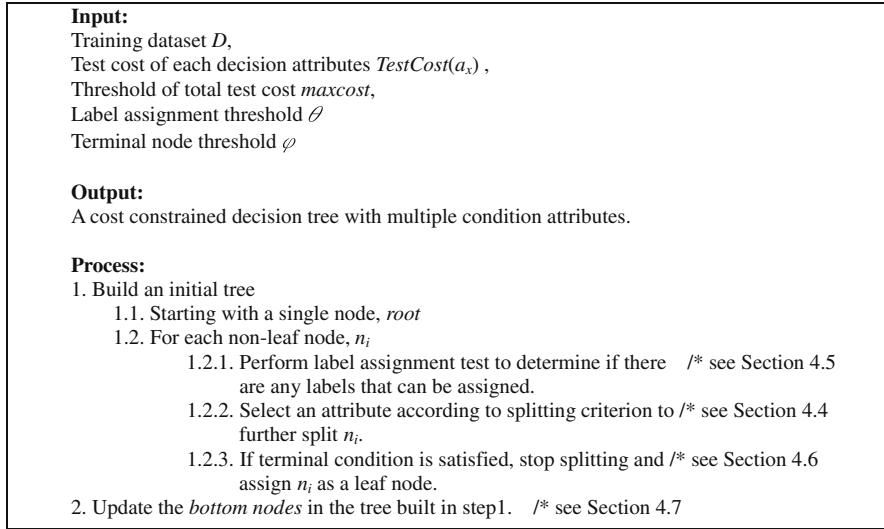 Input:
Training dataset D,
Test cost of each decision attributes TestCost(aₓ) ,
Threshold of total test cost maxcost,
Label assignment threshold θ
Terminal node threshold φ
Output:
A cost constrained decision tree with multiple condition attributes.
Process:
1. Build an initial tree
1.1. Starting with a single node, root
1.2. For each non-leaf node, nᵢ
1.2.1. Perform label assignment test to determine if there /* see Section 4.5
are any labels that can be assigned.
1.2.2. Select an attribute according to splitting criterion to /* see Section 4.4
further split nᵢ.
1.2.3. If terminal condition is satisfied, stop splitting and /* see Section 4.6
assign nᵢ as a leaf node.
2. Update the bottom nodes in the tree built in step1. /* see Section 4.7